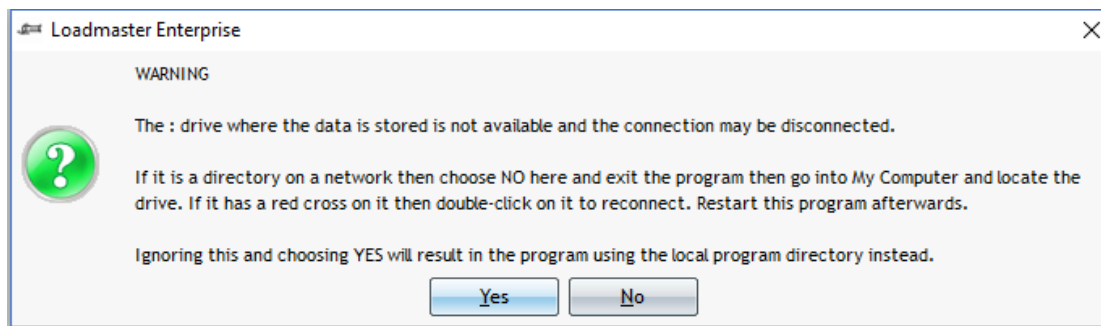 Loadmaster Enterprise
WARNING
The : drive where the data is stored is not available and the connection may be disconnected.
If it is a directory on a network then choose NO here and exit the program then go into My Computer and locate the
drive. If it has a red cross on it then double-click on it to reconnect. Restart this program afterwards.
Ignoring this and choosing YES will result in the program using the local program directory instead.
Yes
No